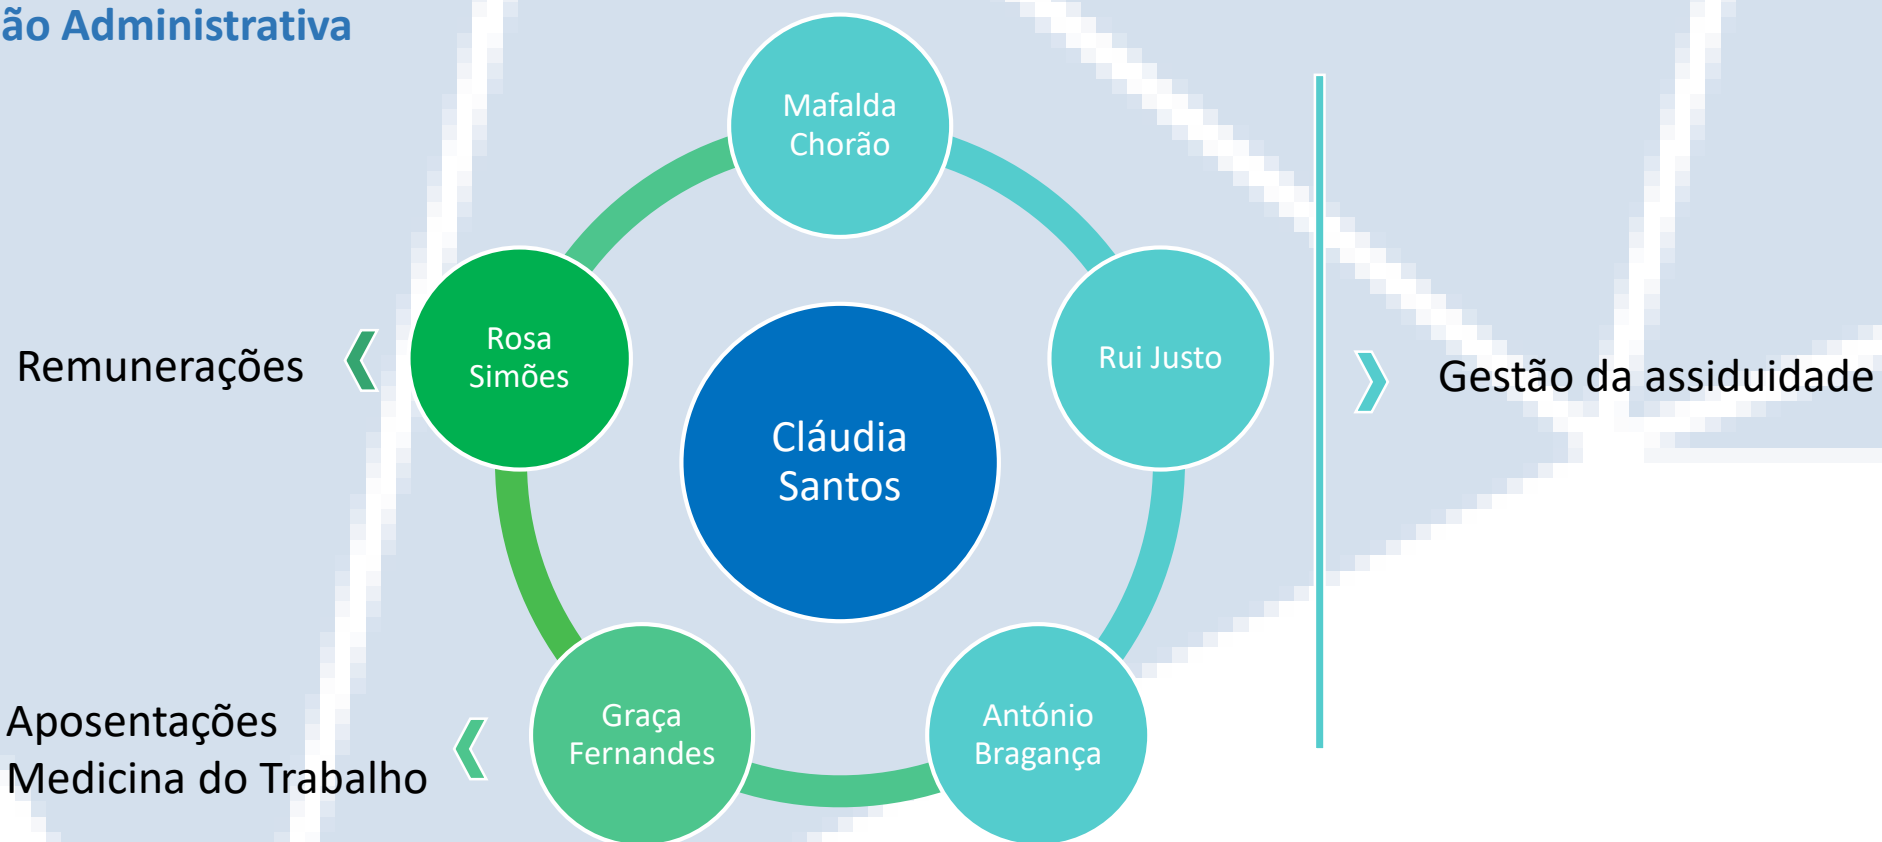 ão Administrativa
Mafalda
Chorão
Rosa
Simões
Rui Justo
Remunerações
Gestão da assiduidade
Cláudia
Santos
Graça
Fernandes
António
Bragança
Aposentações
Medicina do Trabalho